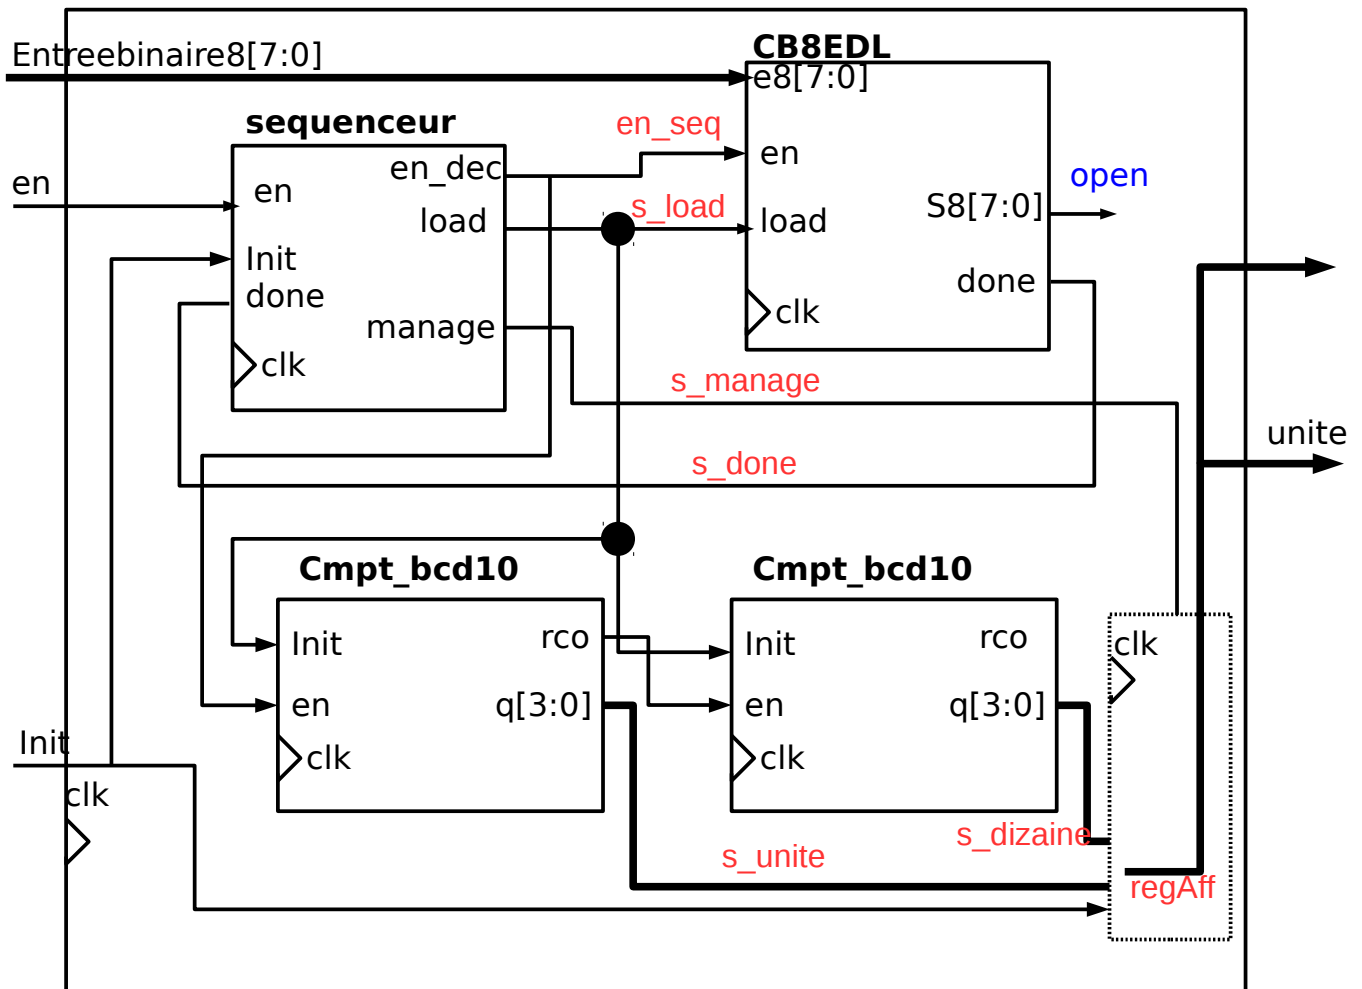 Entreebinaire8[7:0]
CB8EDL
e8[7:0]
en
load
S8[7:0]
done
clk
open
sequenceur
en
Init
done
clk
en_dec
load
manage
en_seq
s_load
en
s_manage
s_done
unite
Cmpt_bcd10
Init
en
clk
rco
q[3:0]
Cmpt_bcd10
Init
en
clk
rco
q[3:0]
clk
Init
clk
s_dizaine
s_unite
regAff